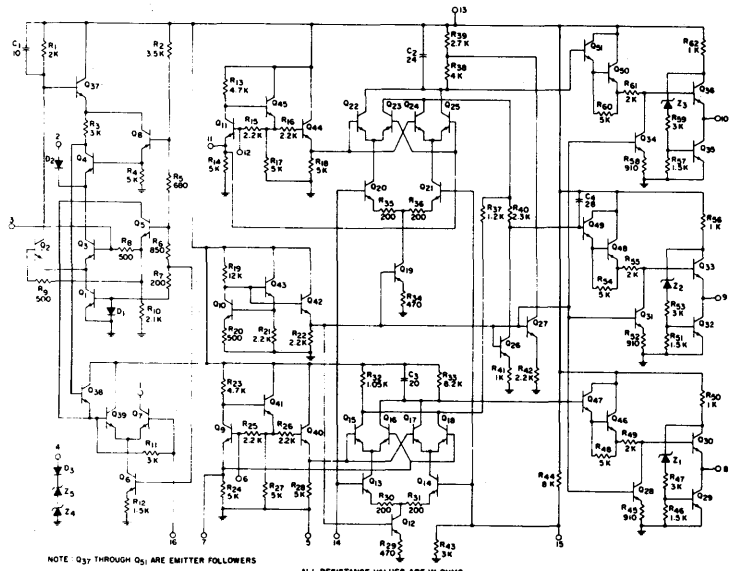 13
C1
10
R1
2K
R2
3.5K
Q37
R3
3K
2
D2
Q4
Q8
R4
5K
R5
680
3
Q2
Q3
Q5
R8
500
R6
850
R7
200
R9
500
Q1
D1
R10
2.1K
Q38
Q39
Q7
1
R11
3K
4
D3
Z5
Z4
Q6
R12
1.5K
16
R13
4.7K
Q45
Q11
11
R15
2.2K
R16
2.2K
Q44
12
R14
5K
R17
5K
R18
5K
R19
12K
Q43
Q42
Q10
R20
500
R21
2.2K
R22
2.2K
R23
4.7K
Q41
Q9
R25
2.2K
R26
2.2K
Q40
6
R24
5K
R27
5K
R28
5K
7
5
14
C2
24
R39
2.7K
R38
4K
Q22
Q23
Q24
Q25
Q20
Q21
R35
200
R36
200
R37
1.2K
R40
2.3K
Q19
R34
470
Q26
Q27
R41
1K
R42
2.2K
R32
1.05K
C3
20
R33
8.2K
Q15
Q16
Q17
Q18
Q13
Q14
R30
200
R31
200
Q12
R29
470
R43
3K
R44
8K
15
Q51
Q50
R60
5K
R61
2K
R62
1K
Q36
Z3
R59
3K
10
Q34
Q35
R58
910
R57
1.5K
C4
28
Q49
Q48
R54
5K
R55
2K
R56
1K
Q33
Z2
R53
3K
9
Q31
Q32
R52
910
R51
1.5K
Q47
Q46
R48
5K
R49
2K
R50
1K
Q30
Z1
R47
3K
8
Q28
Q29
R45
910
R46
1.5K
NOTE: Q37 THROUGH Q51 ARE EMITTER FOLLOWERS